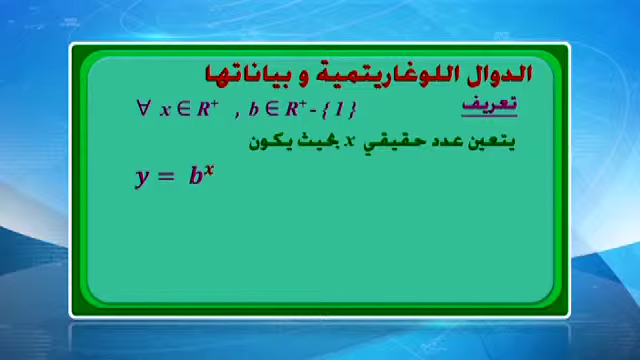 الدوال اللوغاريتمية و بياناتها
تعريف
∀ x ∈ R⁺ , b ∈ R⁺-{1}
يتعين عدد حقيقي x بحيث يكون
y = bˣ